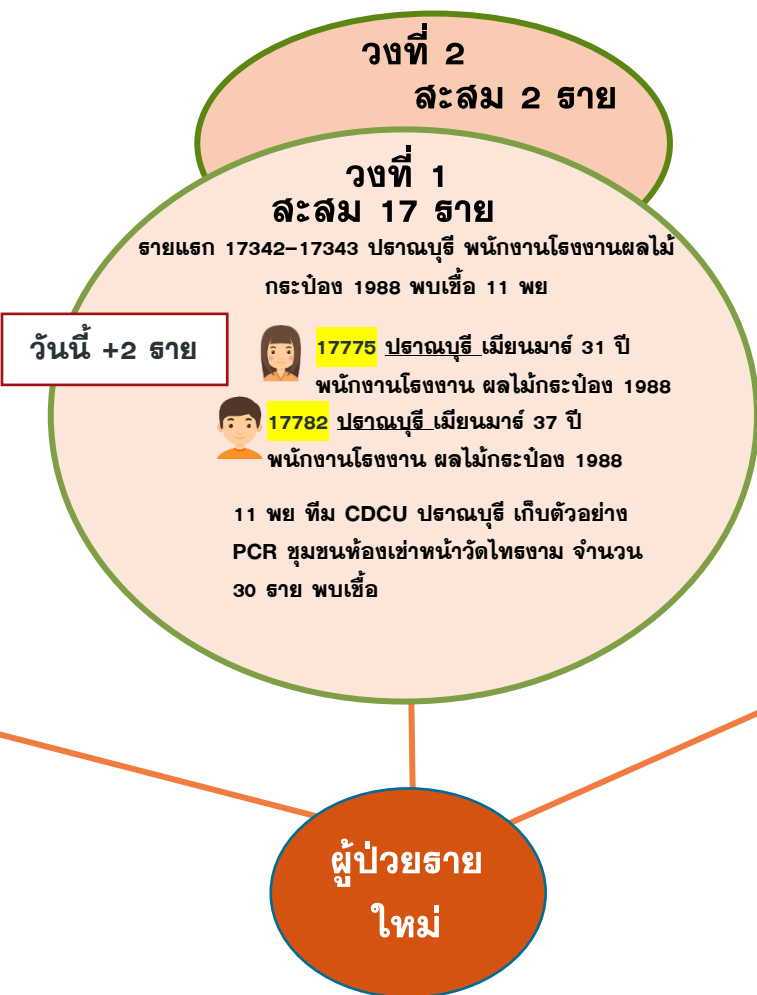 วงที่ 2
สะสม 2 ราย
วงที่ 1
สะสม 17 ราย
รายแรก 17342-17343 ปราณบุรี พนักงานโรงงานผลไม้
กระป๋อง 1988 พบเชื้อ 11 พย
วันนี้ +2 ราย
17775 ปราณบุรี เมียนมาร์ 31 ปี
พนักงานโรงงาน ผลไม้กระป๋อง 1988
17782 ปราณบุรี เมียนมาร์ 37 ปี
พนักงานโรงงาน ผลไม้กระป๋อง 1988
11 พย ทีม CDCU ปราณบุรี เก็บตัวอย่าง
PCR ชุมชนห้องเช่าหน้าวัดไทรงาม จำนวน
30 ราย พบเชื้อ
ผู้ป่วยราย
ใหม่